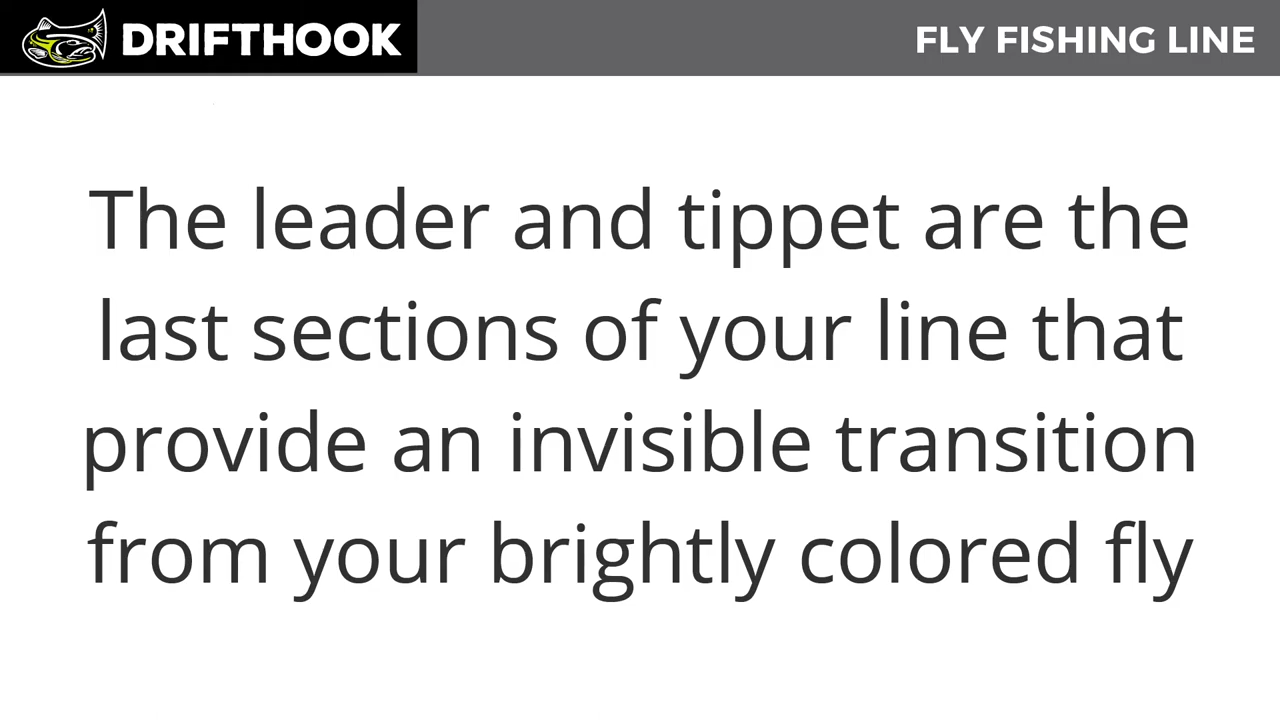 DRIFTHOOK
FLY FISHING LINE
The leader and tippet are the
last sections of your line that
provide an invisible transition
from your brightly colored fly